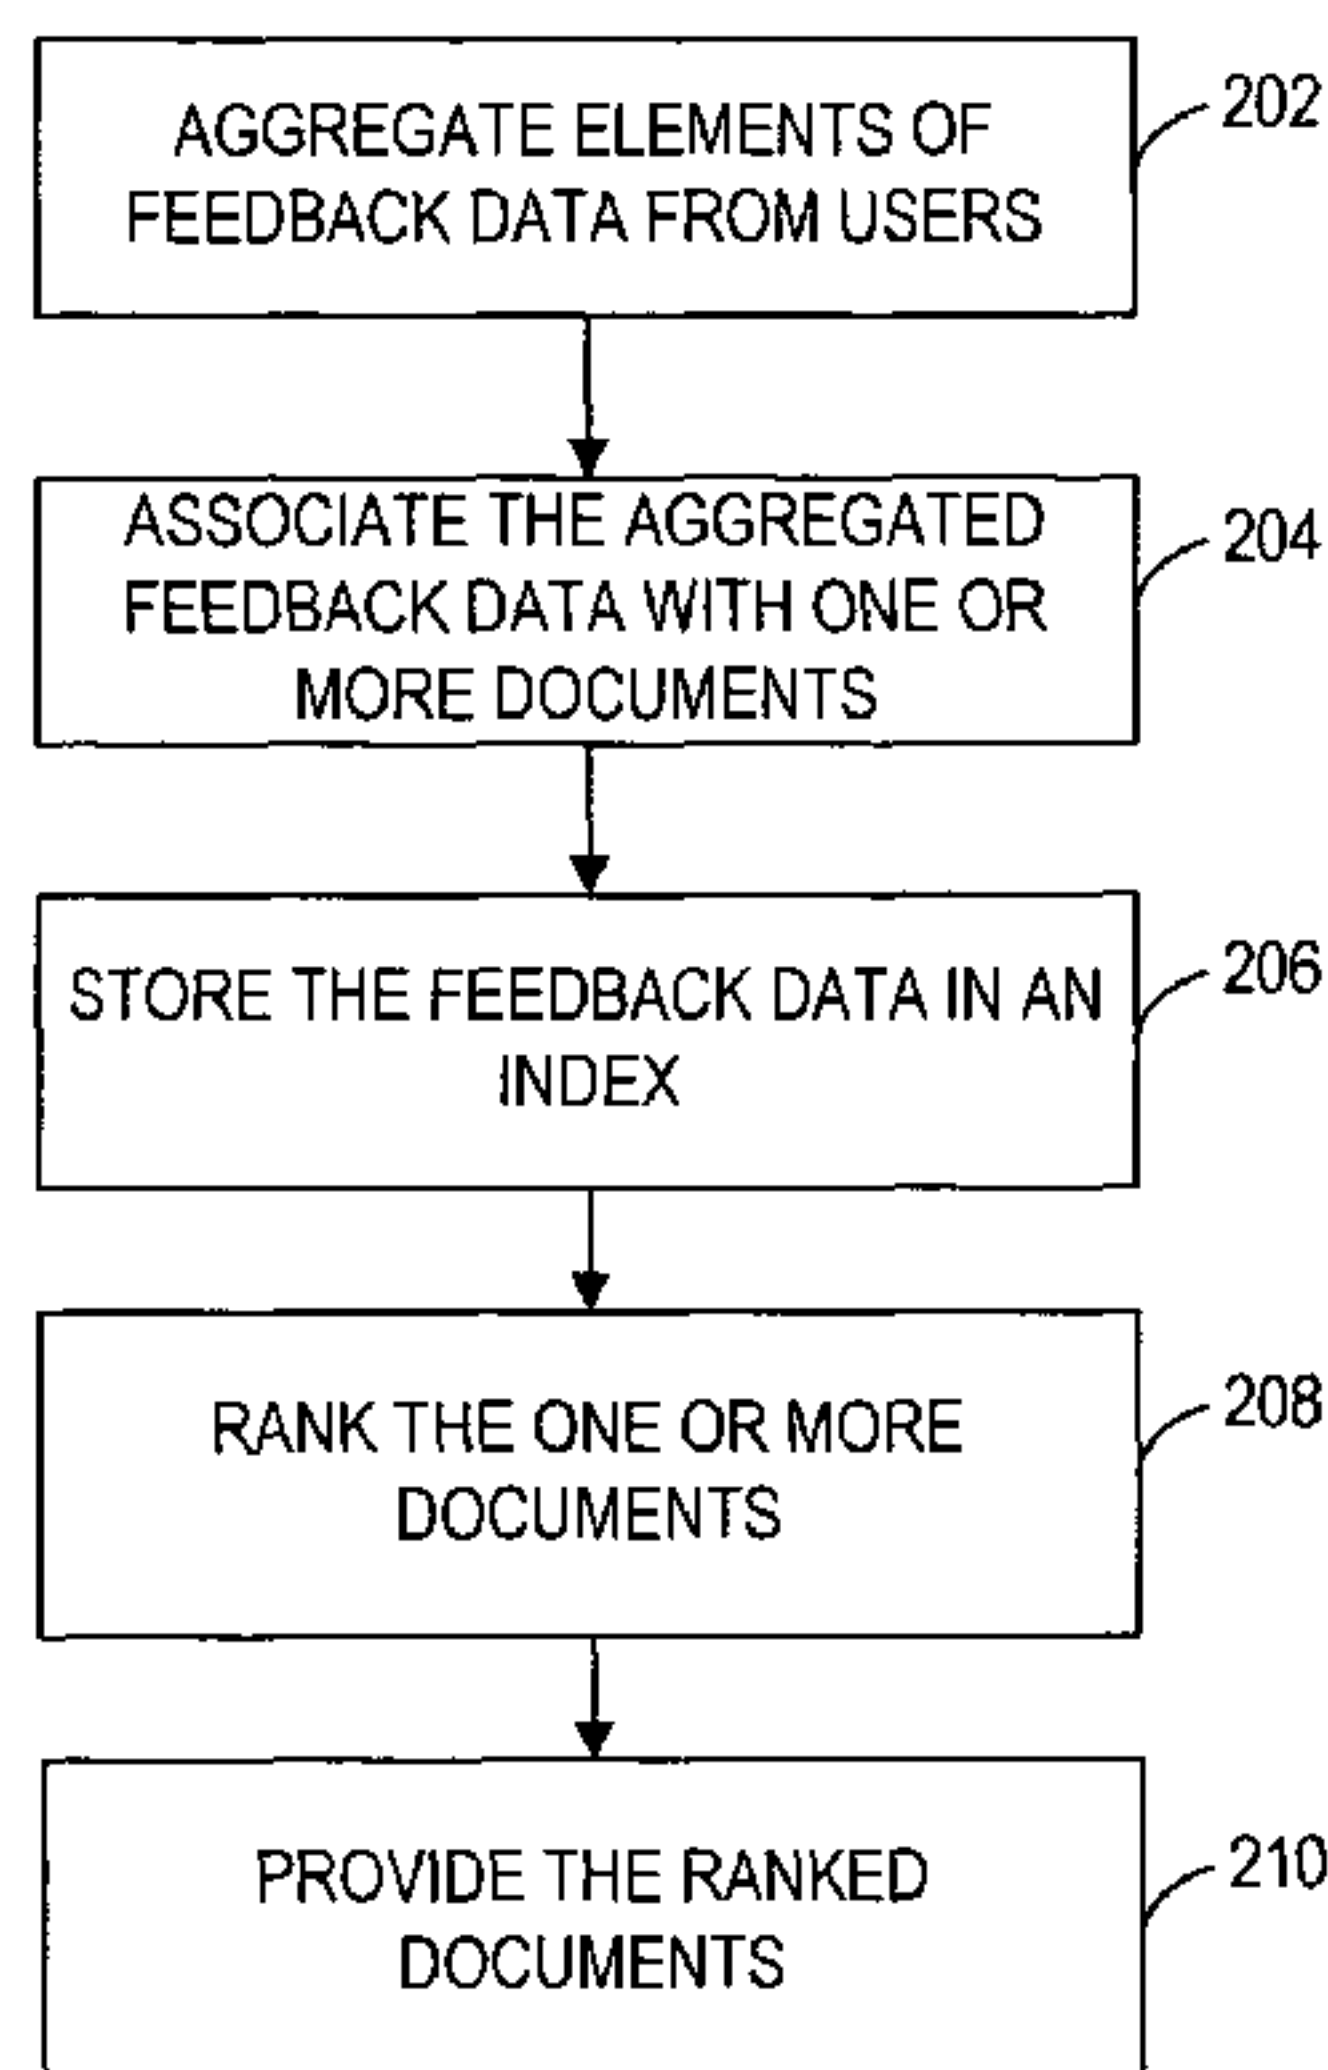 AGGREGATE ELEMENTS OF
FEEDBACK DATA FROM USERS
202
ASSOCIATE THE AGGREGATED
FEEDBACK DATA WITH ONE OR
MORE DOCUMENTS
204
STORE THE FEEDBACK DATA IN AN
INDEX
206
RANK THE ONE OR MORE
DOCUMENTS
208
PROVIDE THE RANKED
DOCUMENTS
210